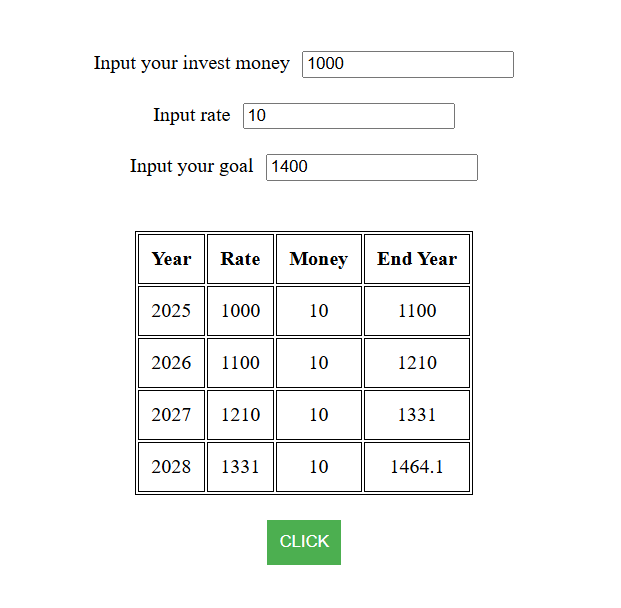 Input your invest money 1000
Input rate 10
Input your goal 1400
Year Rate Money End Year
2025 1000 10 1100
2026 1100 10 1210
2027 1210 10 1331
2028 1331 10 1464.1
CLICK